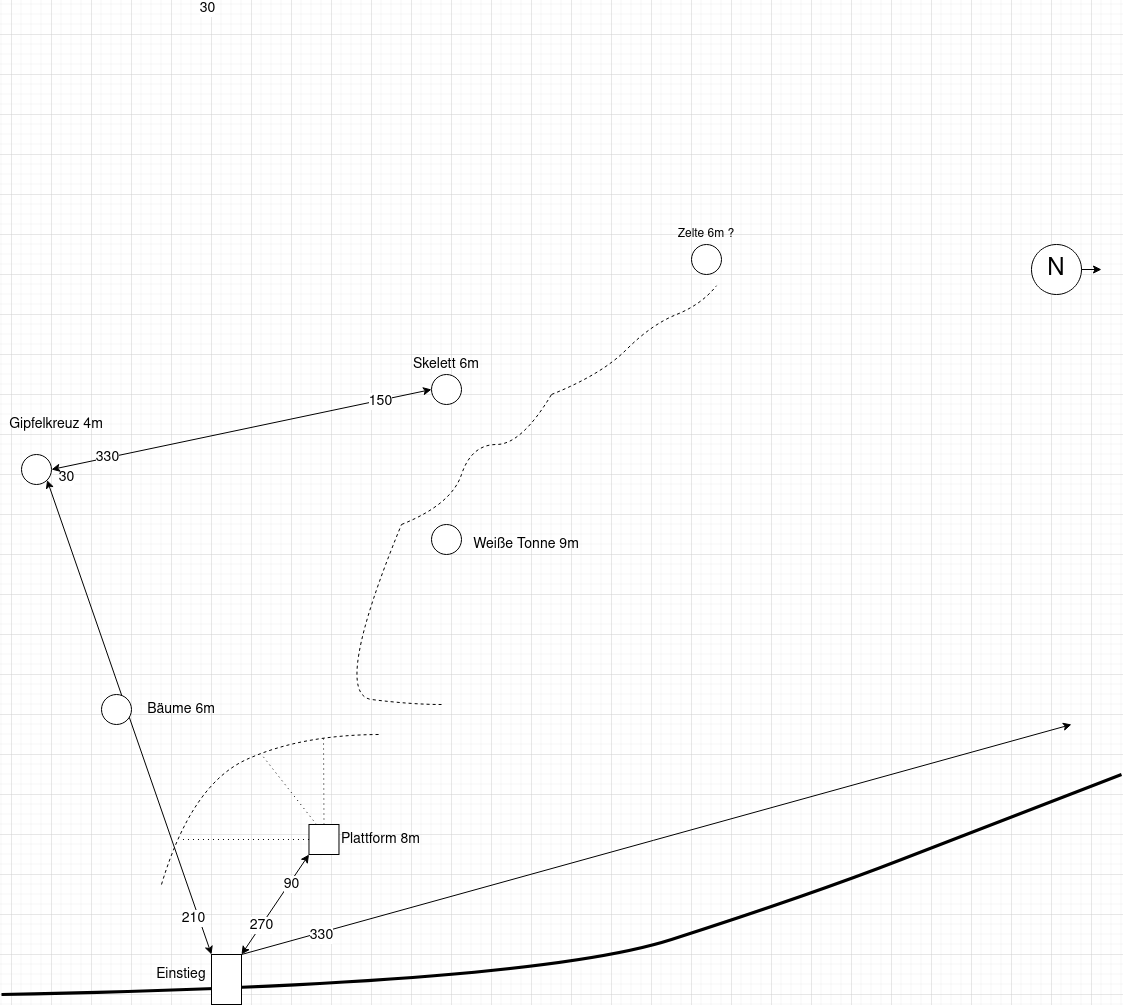 30
Zelte 6m ?
N
Skelett 6m
150
Gipfelkreuz 4m
330
30
Weiße Tonne 9m
Bäume 6m
Plattform 8m
90
210
270
330
Einstieg